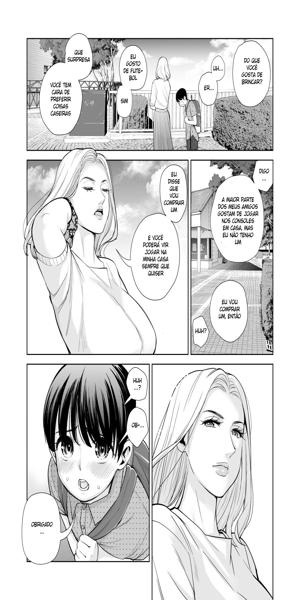 DO QUE
VOCÊ
GOSTA DE
BRINCAR?
UH...
ER...
EU
GOSTO
DE FUTE-
BOL
SIM
QUE
SURPRESA
VOCÊ TEM
CARA DE
PREFERIR
COISAS
CASEIRAS
DIGO
...
A MAIOR PARTE
DOS MEUS AMIGOS
GOSTAM DE JOGAR
NOS CONSOLES
EM CASA, MAS
EU NÃO TENHO
UM
EU VOU
COMPRAR
UM, ENTÃO
HUH?
EU
DISSE
QUE VOU
COMPRAR
UM
E VOCÊ
PODERÁ VIR
JOGAR NA
MINHA CASA
SEMPRE QUE
QUISER
HUH
...?
OB-...
OBRIGADO
...